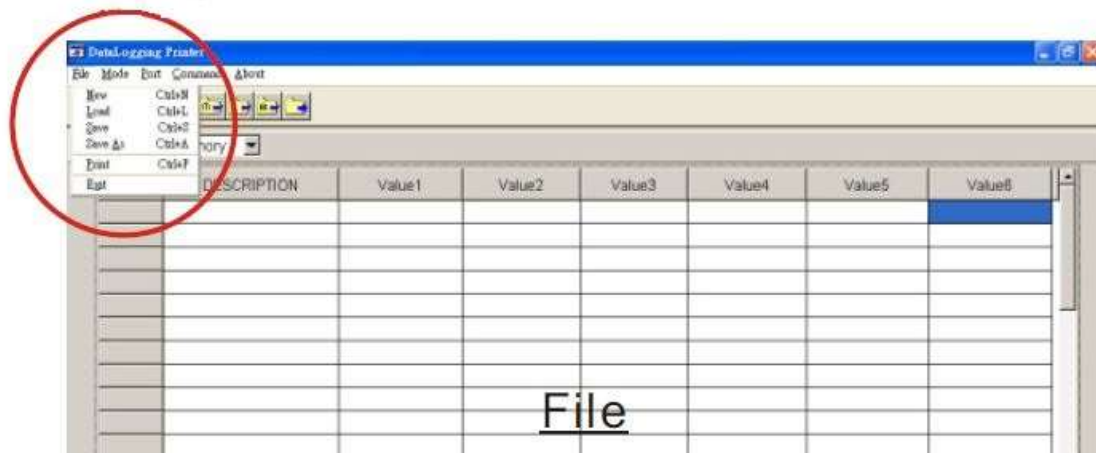 DataLogging Printer
File Mode Port Command About
New Ctrl+N
Load Ctrl+L
Save Ctrl+S
Save As Ctrl+A
Print Ctrl+P
Exit
DESCRIPTION Value1 Value2 Value3 Value4 Value5 Value6
File